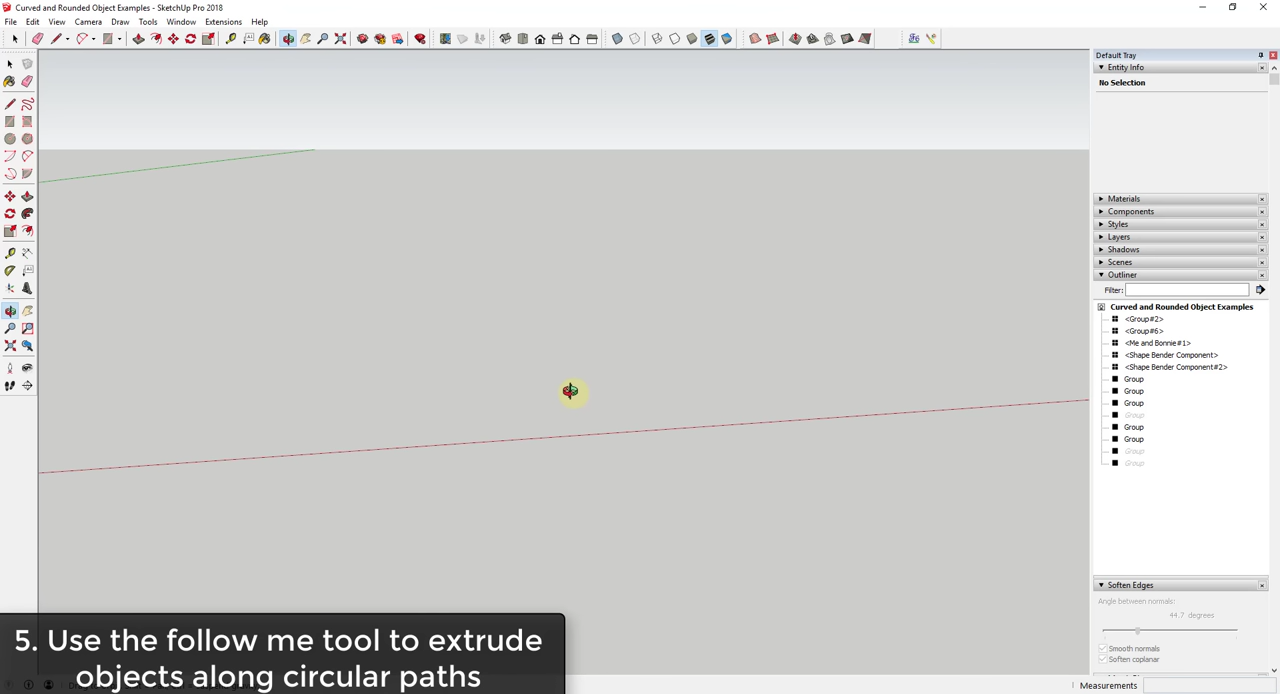 Curved and Rounded Object Examples - SketchUp Pro 2018
File Edit View Camera Draw Tools Window Extensions Help
Default Tray
Entity Info
No Selection
Materials
Components
Styles
Layers
Shadows
Scenes
Outliner
Filter:
Curved and Rounded Object Examples
<Group#2>
<Group#6>
<Me and Bonnie#1>
<Shape Bender Component>
<Shape Bender Component#2>
Group
Group
Group
Group
Group
Group
Group
Group
Soften Edges
Angle between normals:
44.7 degrees
Smooth normals
Soften coplanar
5. Use the follow me tool to extrude
objects along circular paths
Measurements